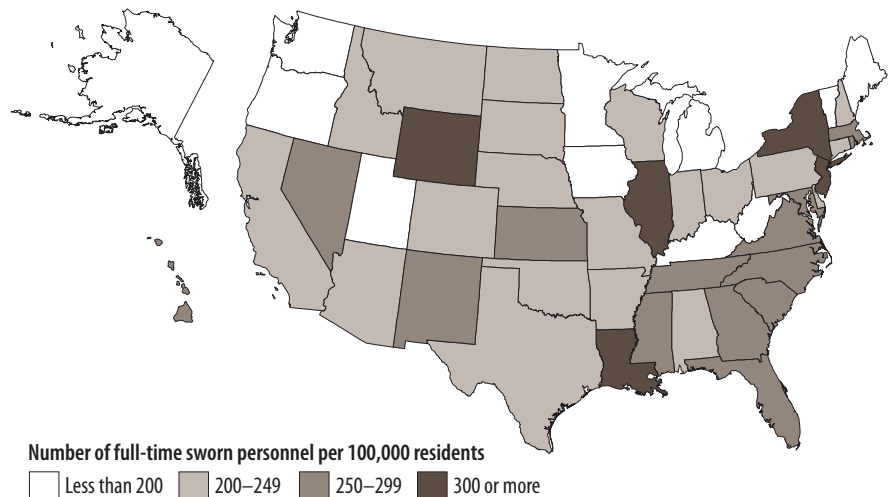 Number of full-time sworn personnel per 100,000 residents
Less than 200 200–249 250–299 300 or more